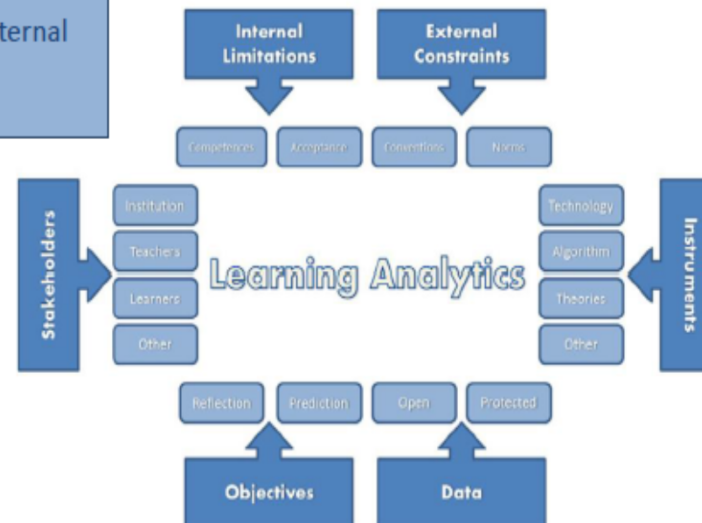 ternal
Internal
Limitations
External
Constraints
Competences
Acceptance
Conventions
Norms
Stakeholders
Institution
Teachers
Learners
Other
Learning Analytics
Technology
Algorithm
Theories
Other
Instruments
Reflection
Prediction
Open
Protected
Objectives
Data